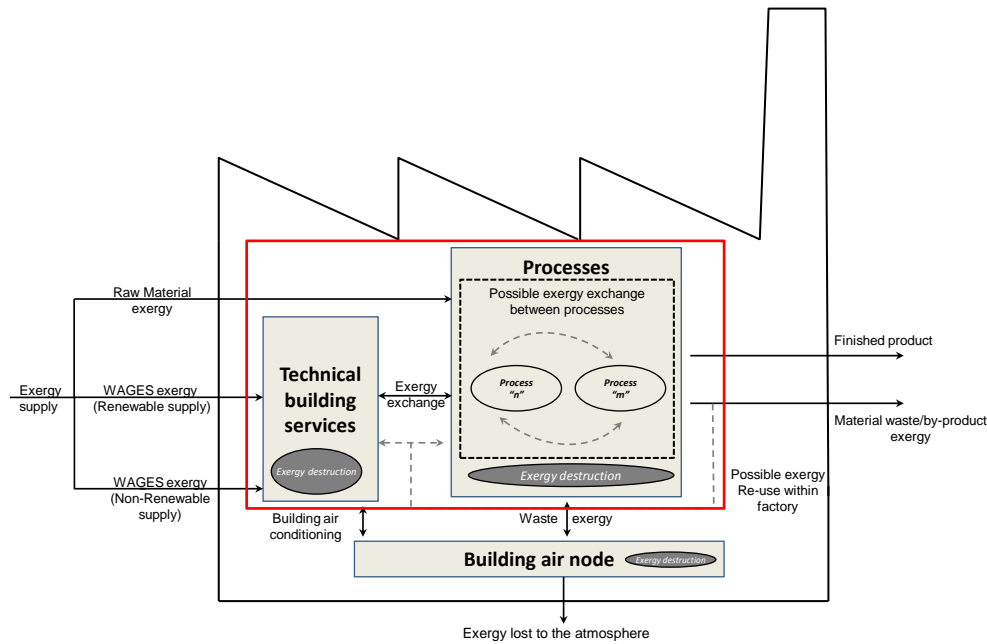 Processes
Possible exergy exchange
between processes
Raw Material
exergy
Finished product
Technical
building
services
Exergy
exchange
Process
"n"
Process
"m"
Exergy
supply
WAGES exergy
(Renewable supply)
Material waste/by-product
exergy
Exergy destruction
Exergy destruction
Possible exergy
Re-use within
factory
WAGES exergy
(Non-Renewable
supply)
Building air
conditioning
Waste exergy
Building air node
Exergy destruction
Exergy lost to the atmosphere